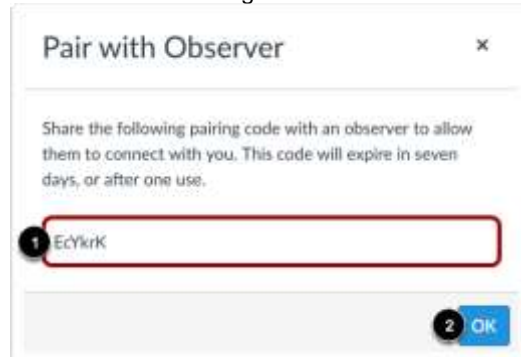 Pair with Observer ×
Share the following pairing code with an observer to allow
them to connect with you. This code will expire in seven
days, or after one use.
1 EcYkrK
2 OK